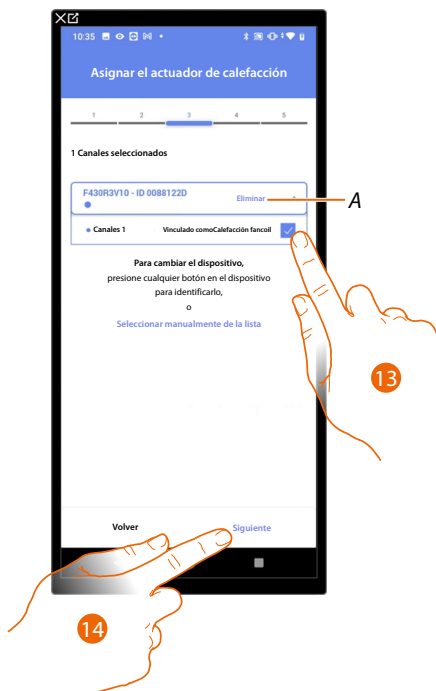 10:35
Asignar el actuador de calefacción
1 2 3 4 5
1 Canales seleccionados
F430R3V10 - ID 0088122D
Eliminar
A
Canales 1 Vinculado comoCalefacción fancoil
Para cambiar el dispositivo,
presione cualquier botón en el dispositivo
para identificarlo,
o
Seleccionar manualmente de la lista
13
Volver Siguiente
14